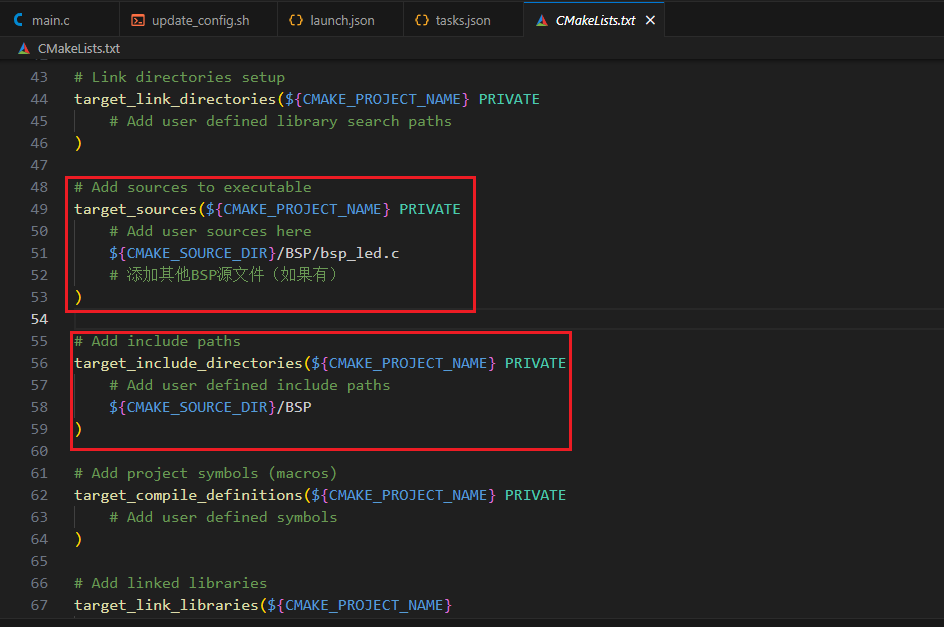 main.c update_config.sh {} launch.json {} tasks.json CMakeLists.txt
CMakeLists.txt
43 # Link directories setup
44 target_link_directories(${CMAKE_PROJECT_NAME} PRIVATE
45 # Add user defined library search paths
46 )
47
48 # Add sources to executable
49 target_sources(${CMAKE_PROJECT_NAME} PRIVATE
50 # Add user sources here
51 ${CMAKE_SOURCE_DIR}/BSP/bsp_led.c
52 # 添加其他BSP源文件（如果有）
53 )
54
55 # Add include paths
56 target_include_directories(${CMAKE_PROJECT_NAME} PRIVATE
57 # Add user defined include paths
58 ${CMAKE_SOURCE_DIR}/BSP
59 )
60
61 # Add project symbols (macros)
62 target_compile_definitions(${CMAKE_PROJECT_NAME} PRIVATE
63 # Add user defined symbols
64 )
65
66 # Add linked libraries
67 target_link_libraries(${CMAKE_PROJECT_NAME}